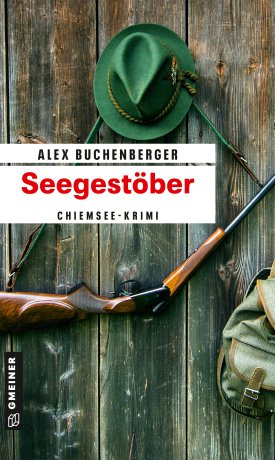 ALEX BUCHENBERGER
Seegestöber
CHIEMSEE-KRIMI
GMEINER